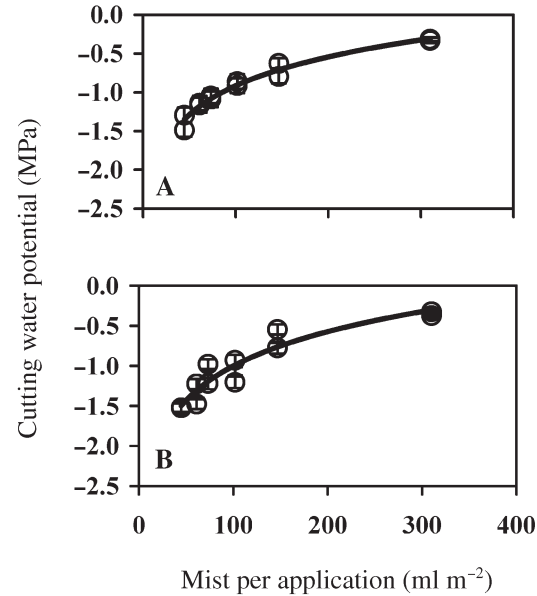 0.0
−0.5
−1.0
−1.5
−2.0
−2.5
A
Cutting water potential (MPa)
0.0
−0.5
−1.0
−1.5
−2.0
−2.5
B
0 100 200 300 400
Mist per application (ml m⁻²)